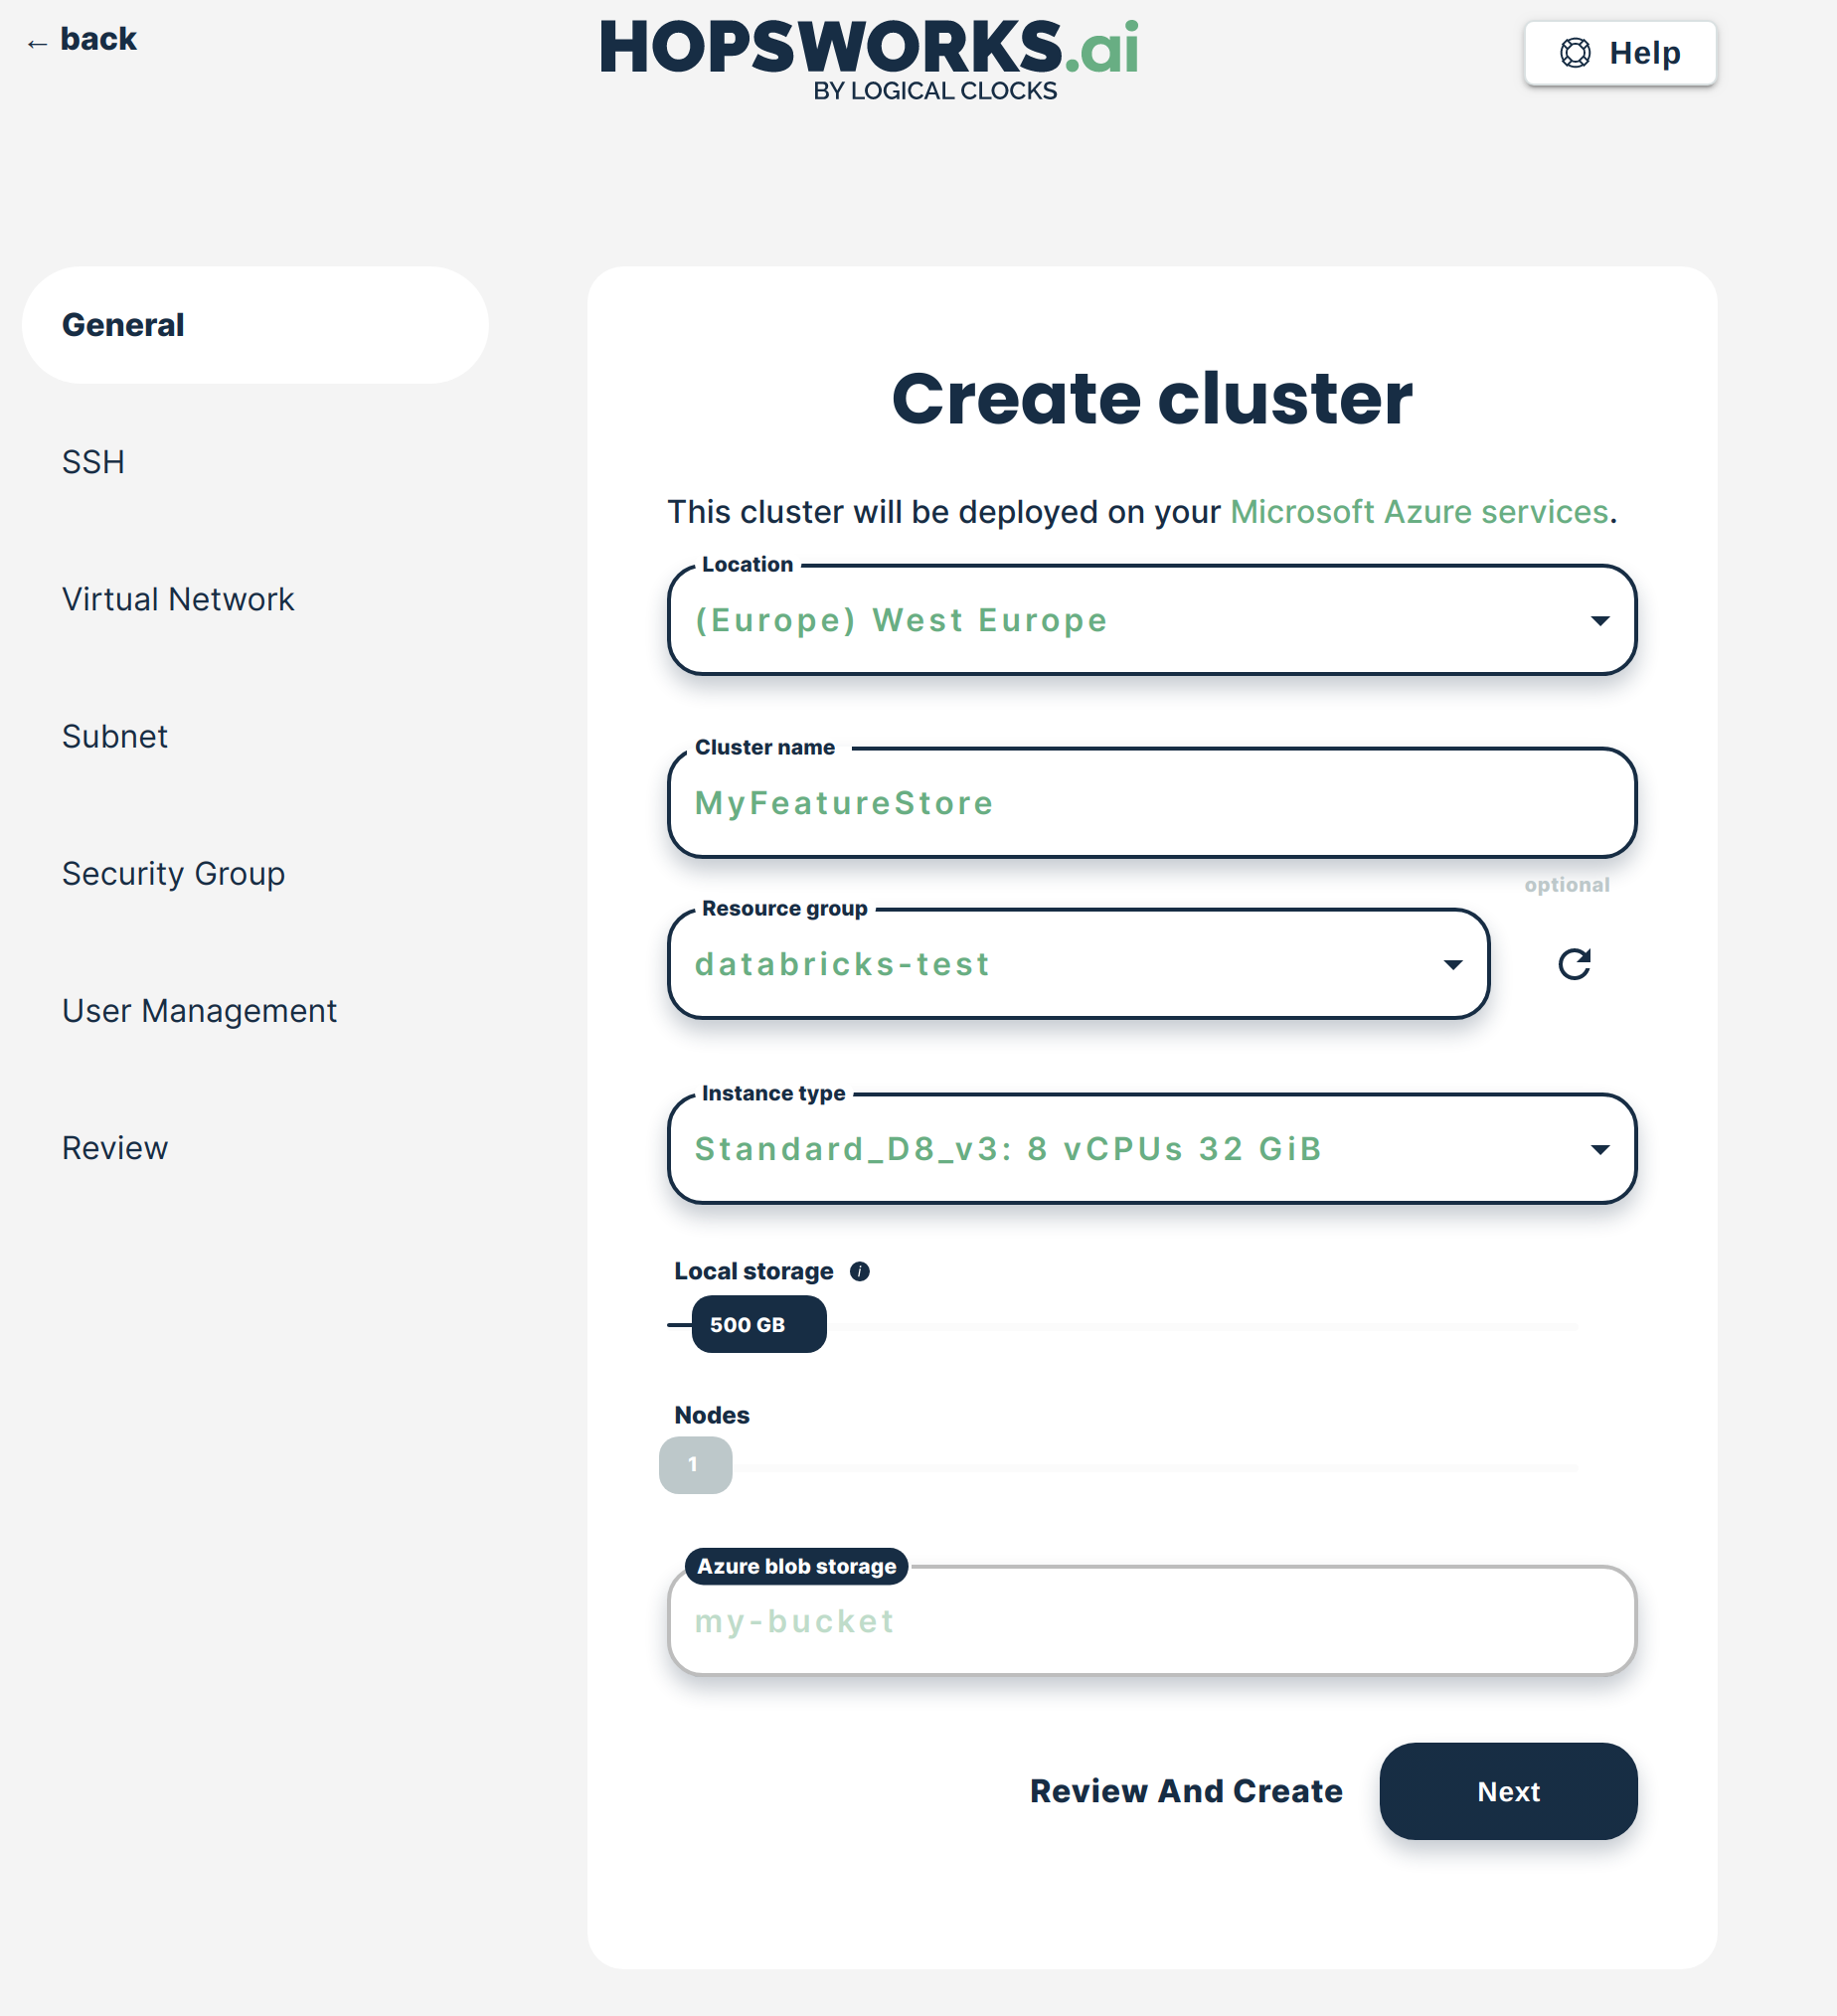 ← back
HOPSWORKS.ai
BY LOGICAL CLOCKS
Help
General
SSH
Virtual Network
Subnet
Security Group
User Management
Review
Create cluster
This cluster will be deployed on your Microsoft Azure services.
Location
(Europe) West Europe
Cluster name
MyFeatureStore
optional
Resource group
databricks-test
Instance type
Standard_D8_v3: 8 vCPUs 32 GiB
Local storage i
500 GB
Nodes
1
Azure blob storage
my-bucket
Review And Create
Next